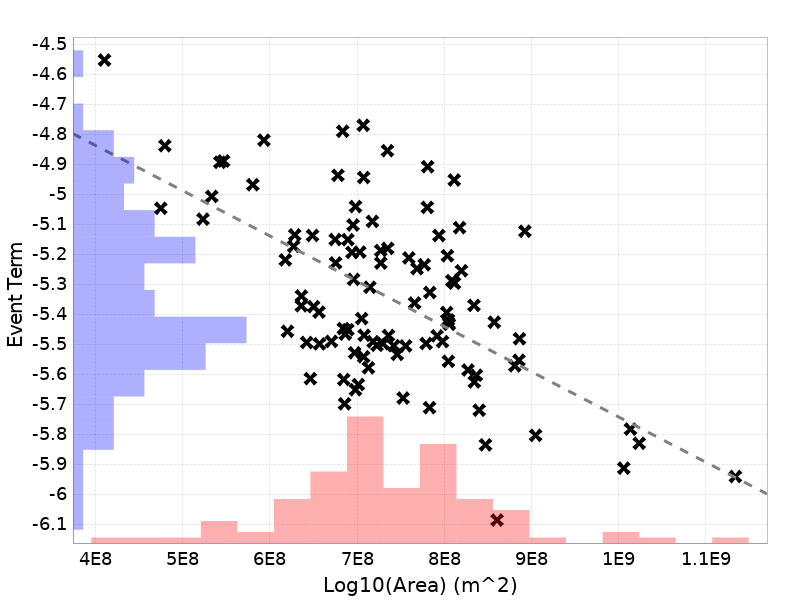 -4.5
-4.6
-4.7
-4.8
-4.9
-5
-5.1
-5.2
-5.3
-5.4
-5.5
-5.6
-5.7
-5.8
-5.9
-6
-6.1
Event Term
4E8
5E8
6E8
7E8
8E8
9E8
1E9
1.1E9
Log10(Area) (m^2)